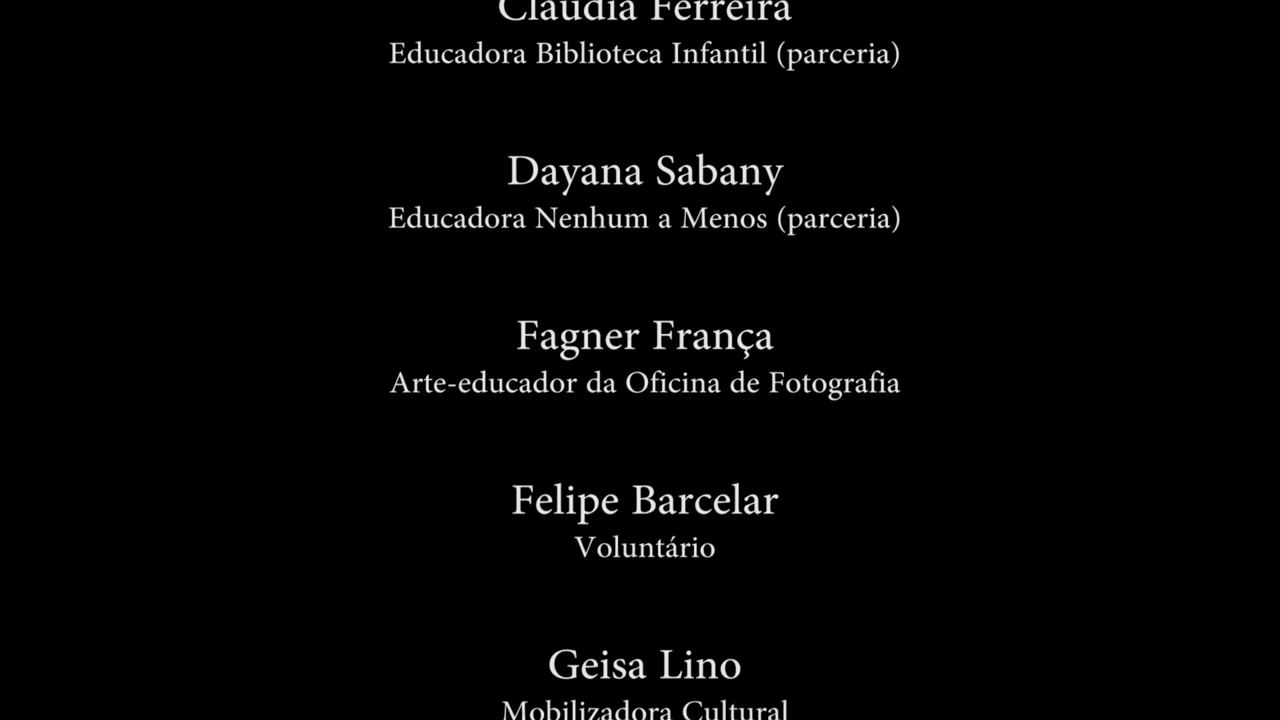 Claudia Ferreira
Educadora Biblioteca Infantil (parceria)
Dayana Sabany
Educadora Nenhum a Menos (parceria)
Fagner França
Arte-educador da Oficina de Fotografia
Felipe Barcelar
Voluntário
Geisa Lino
Mobilizadora Cultural